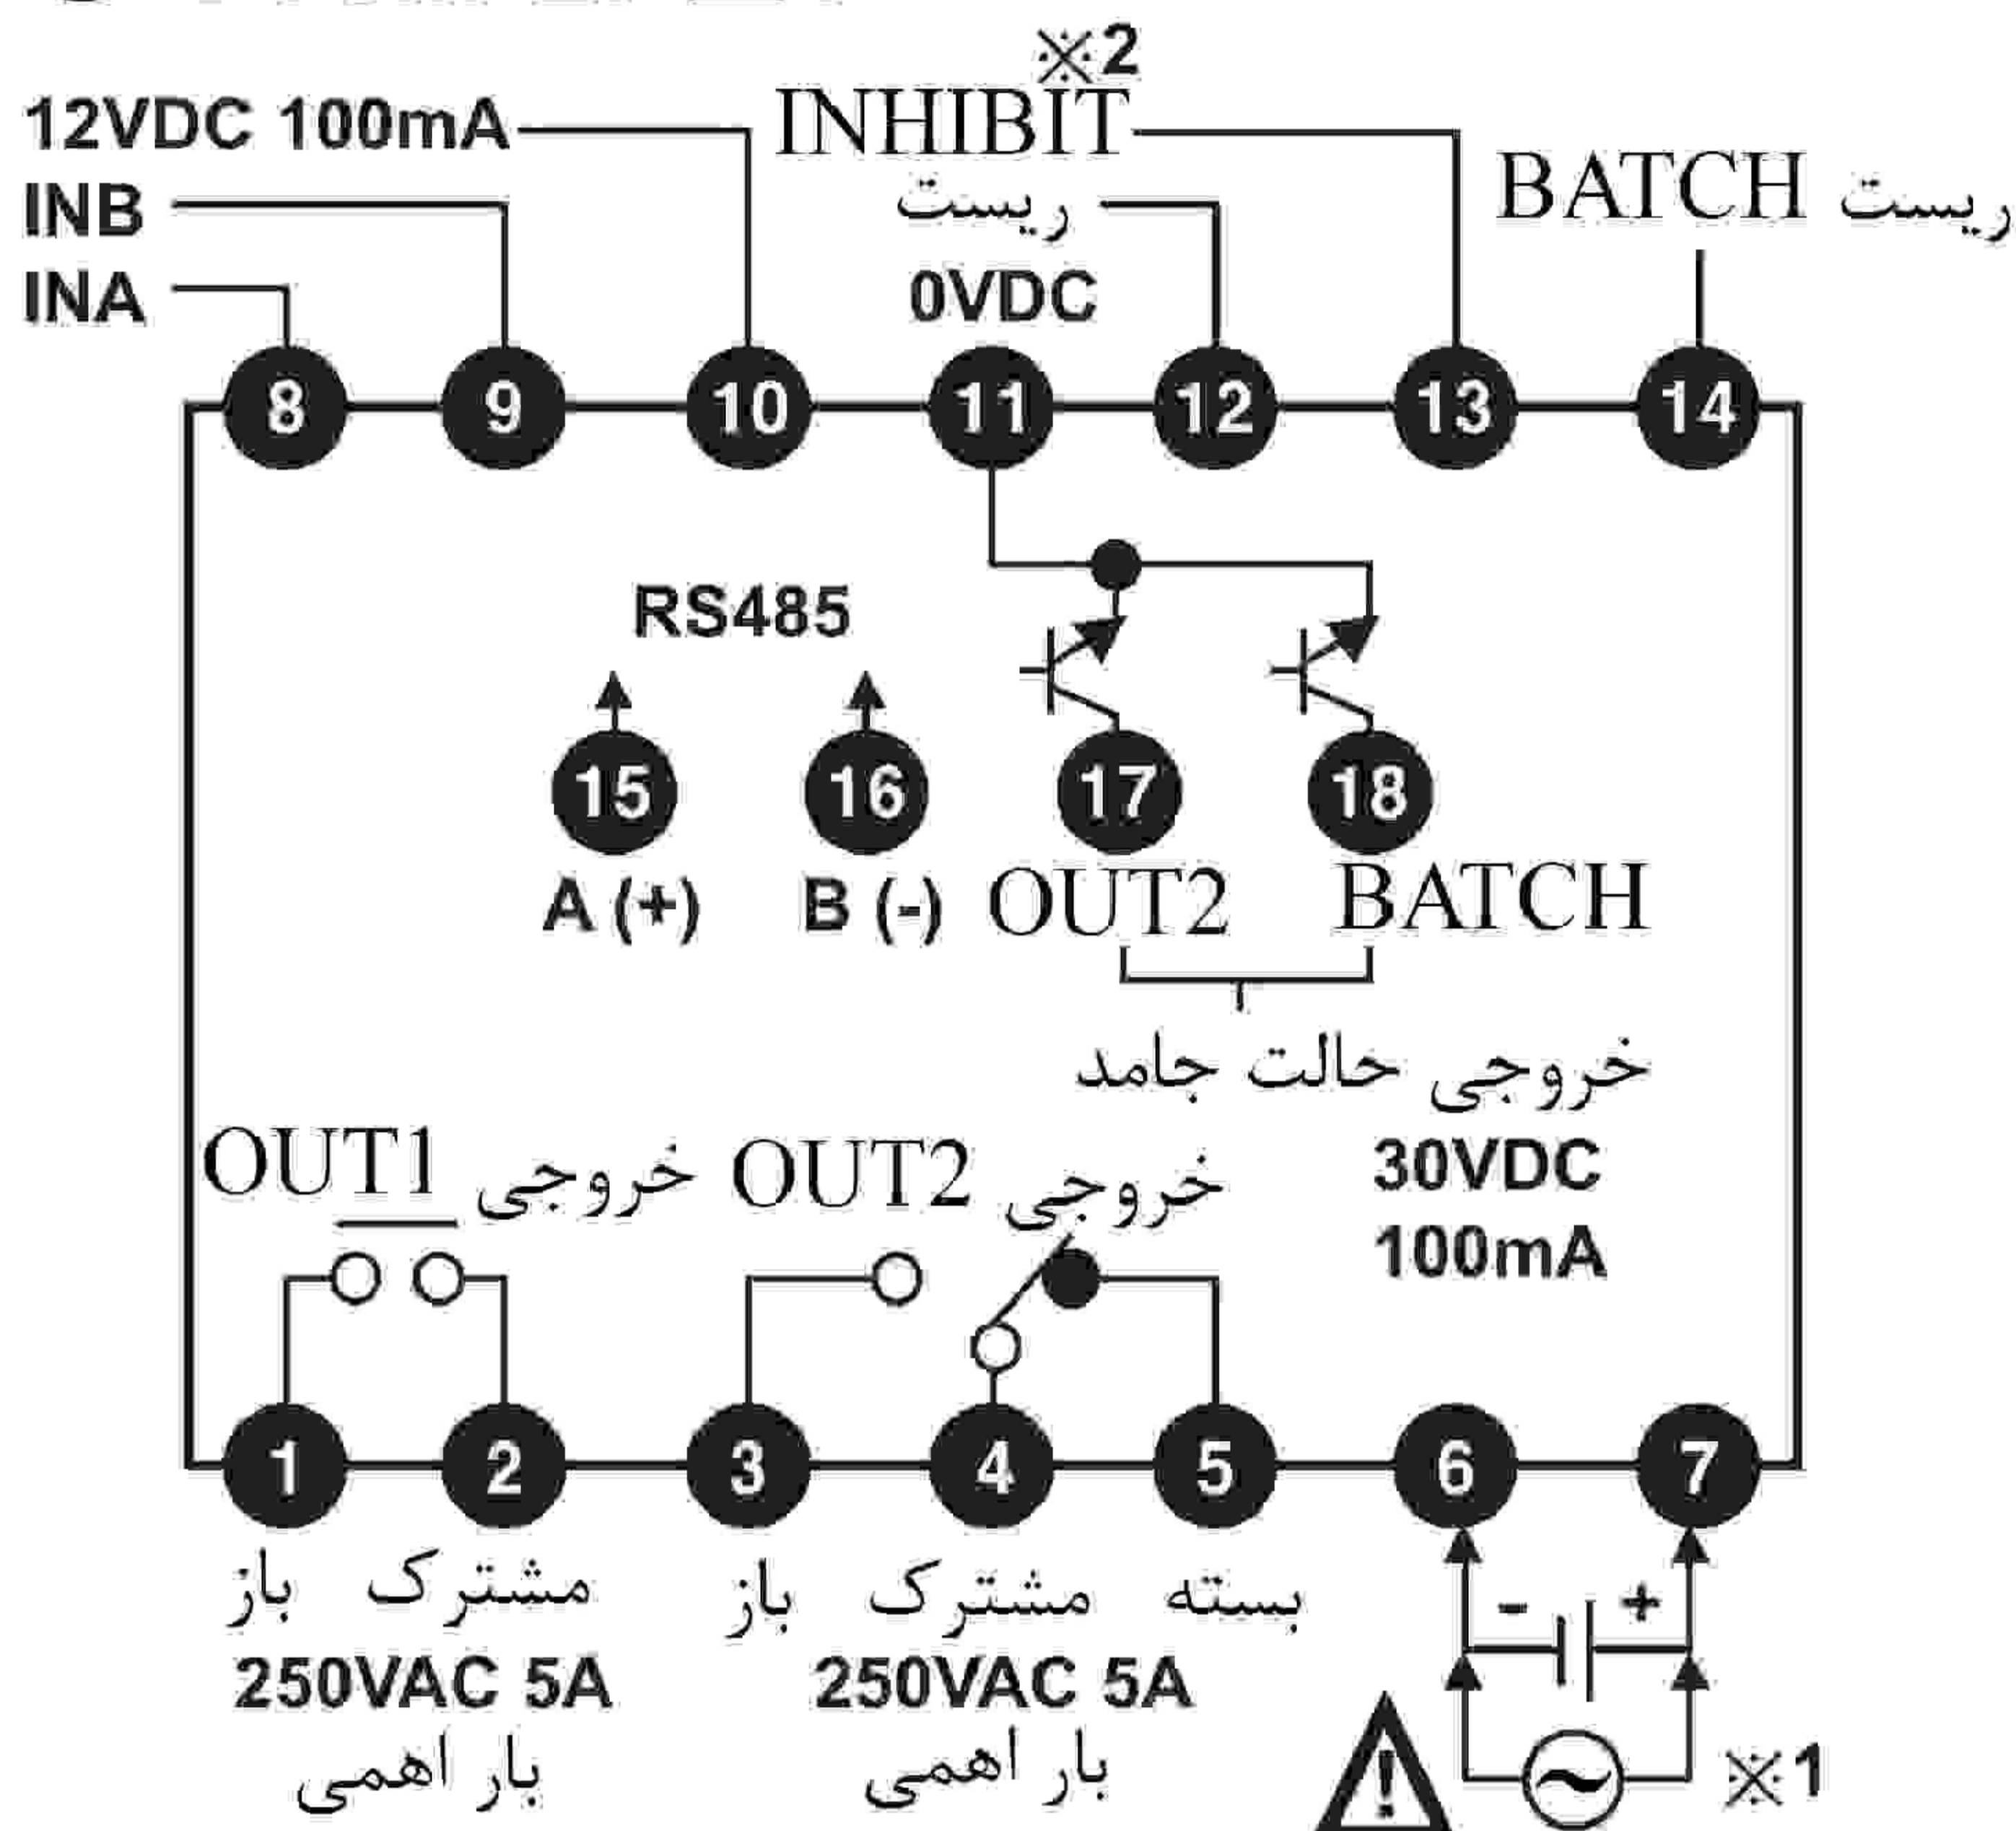 ※2
12VDC 100mA
INHIBIT
INB
ریست
BATCH ریست
INA
0VDC
8 9 10 11 12 13 14
RS485
15 16 17 18
A (+) B (-) OUT2 BATCH
خروجی حالت جامد
30VDC
100mA
OUT1 خروجی
OUT2 خروجی
1 2 3 4 5 6 7
باز مشترک
باز مشترک بسته
- +
250VAC 5A
250VAC 5A
بار اهمی
بار اهمی
!
※1